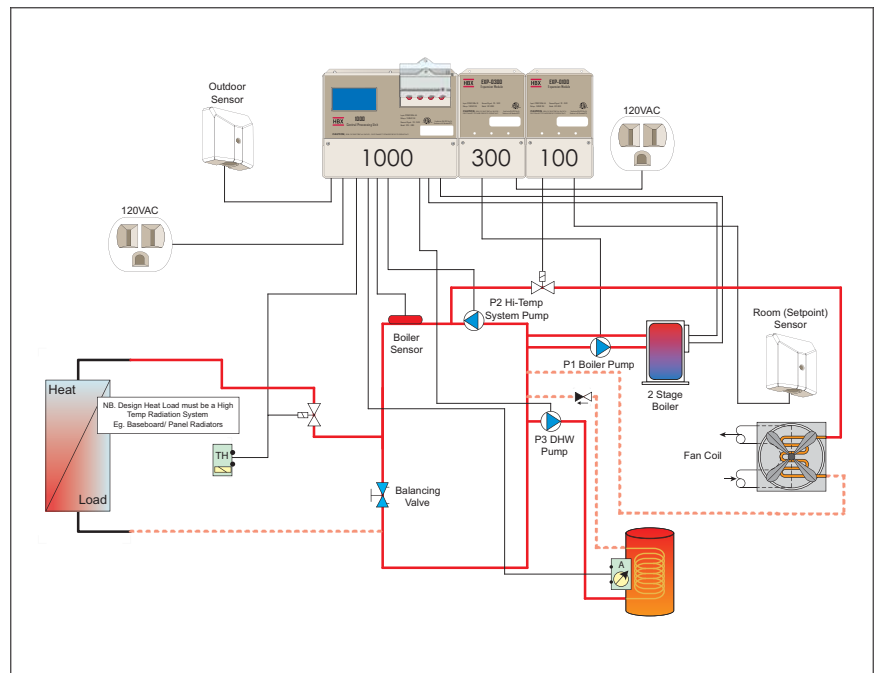 Outdoor
Sensor
120VAC
HBX
1000
HBX
EXP-0300
Expansion Module
HBX
EXP-0100
Expansion Module
1000
300
100
120VAC
P2 Hi-Temp
System Pump
Boiler
Sensor
P1 Boiler Pump
2 Stage
Boiler
Room (Setpoint)
Sensor
Heat
NB. Design Heat Load must be a High
Temp Radiation System
Eg. Baseboard/ Panel Radiators
TH
Load
P3 DHW
Pump
Fan Coil
Balancing
Valve
A